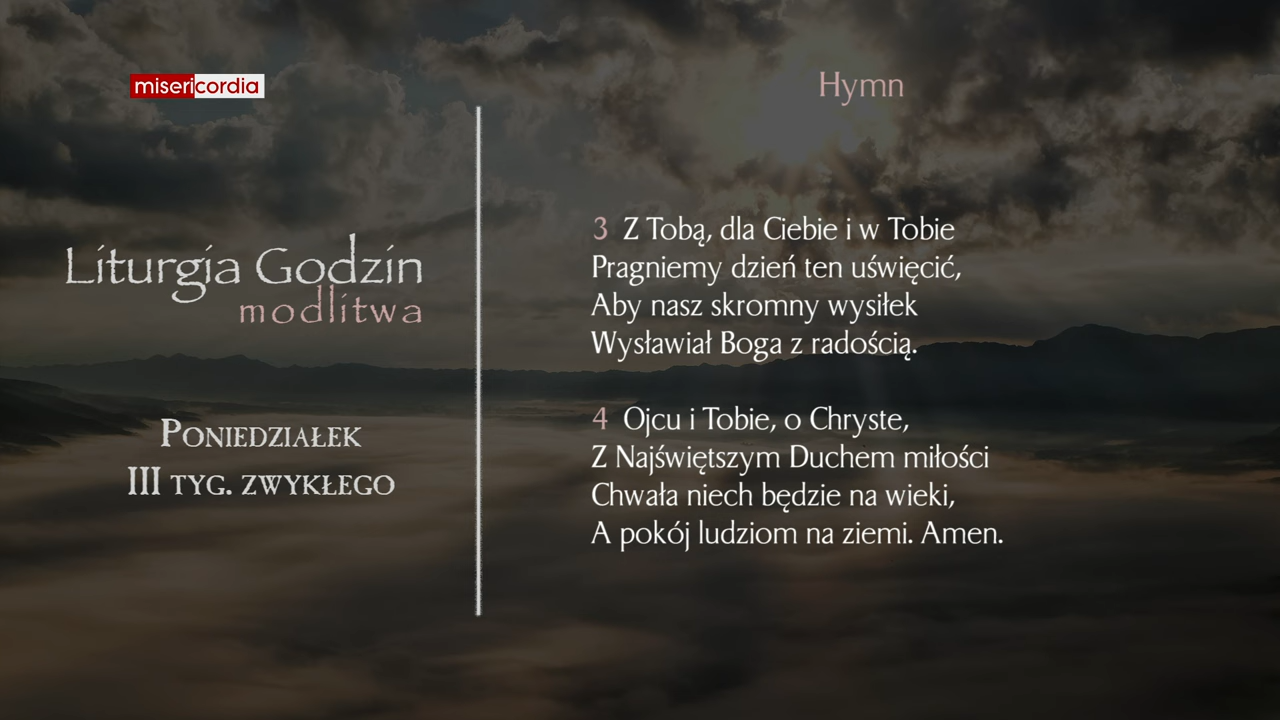 misericordia
Liturgia Godzin
modlitwa
Poniedziałek
III tyg. zwykłego
Hymn
3 Z Tobą, dla Ciebie i w Tobie
Pragniemy dzień ten uświęcić,
Aby nasz skromny wysiłek
Wysławiał Boga z radością.
4 Ojcu i Tobie, o Chryste,
Z Najświętszym Duchem miłości
Chwała niech będzie na wieki,
A pokój ludziom na ziemi. Amen.